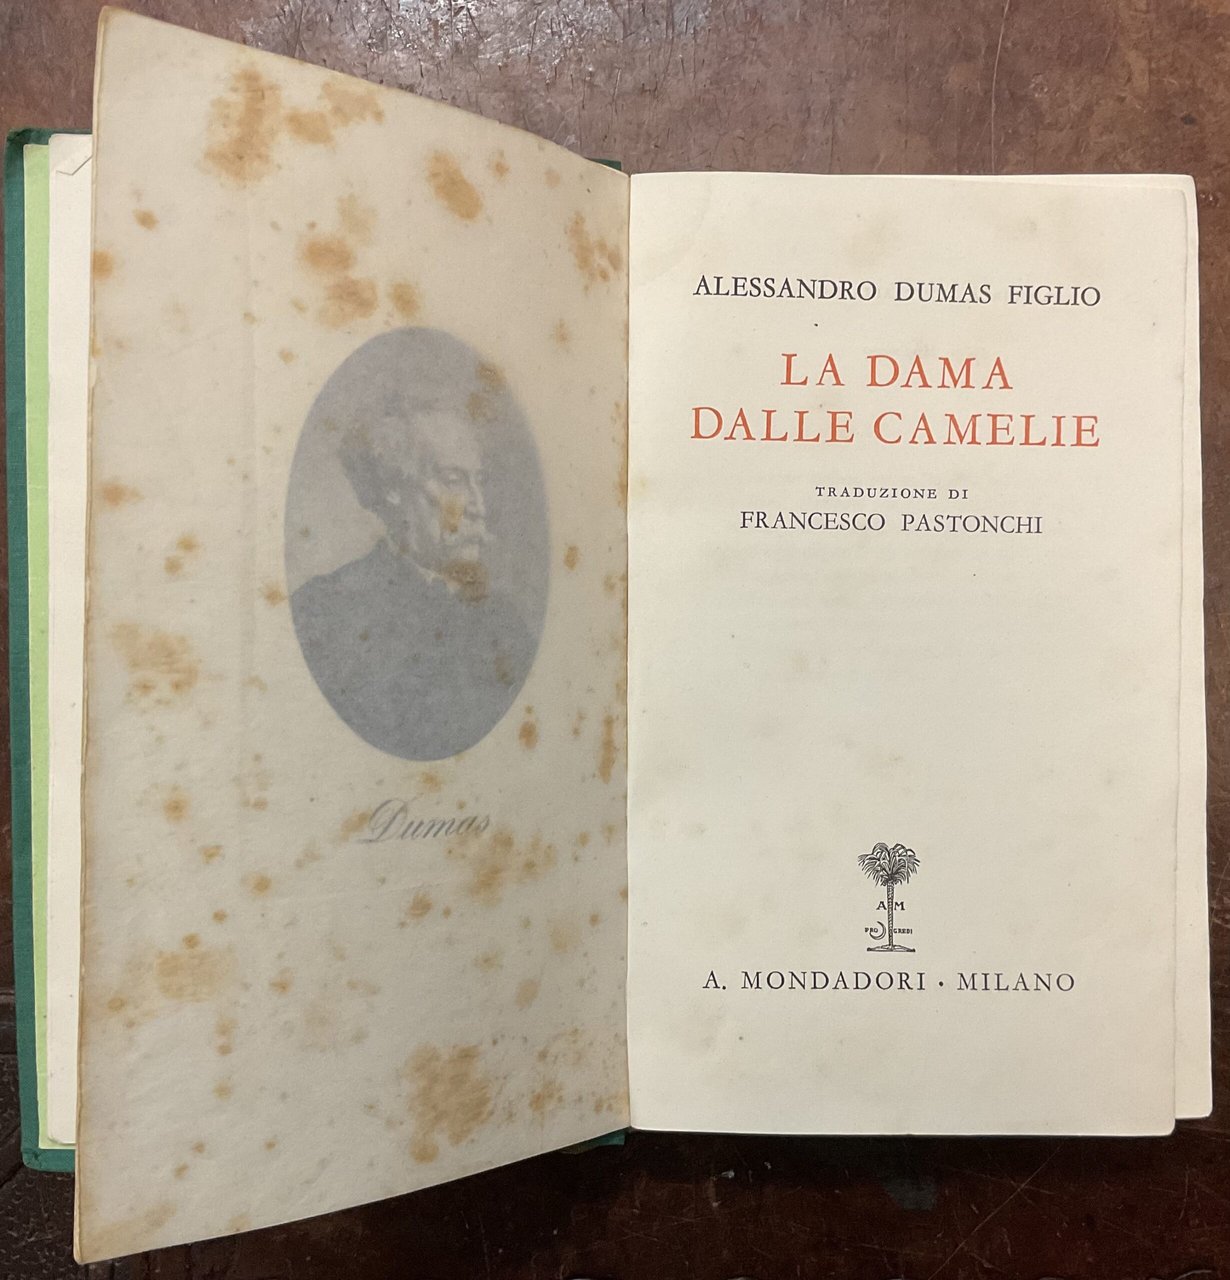 Dumas
ALESSANDRO DUMAS FIGLIO
LA DAMA
DALLE CAMELIE
TRADUZIONE DI
FRANCESCO PASTONCHI
A M
PRO GREDI
A. MONDADORI · MILANO